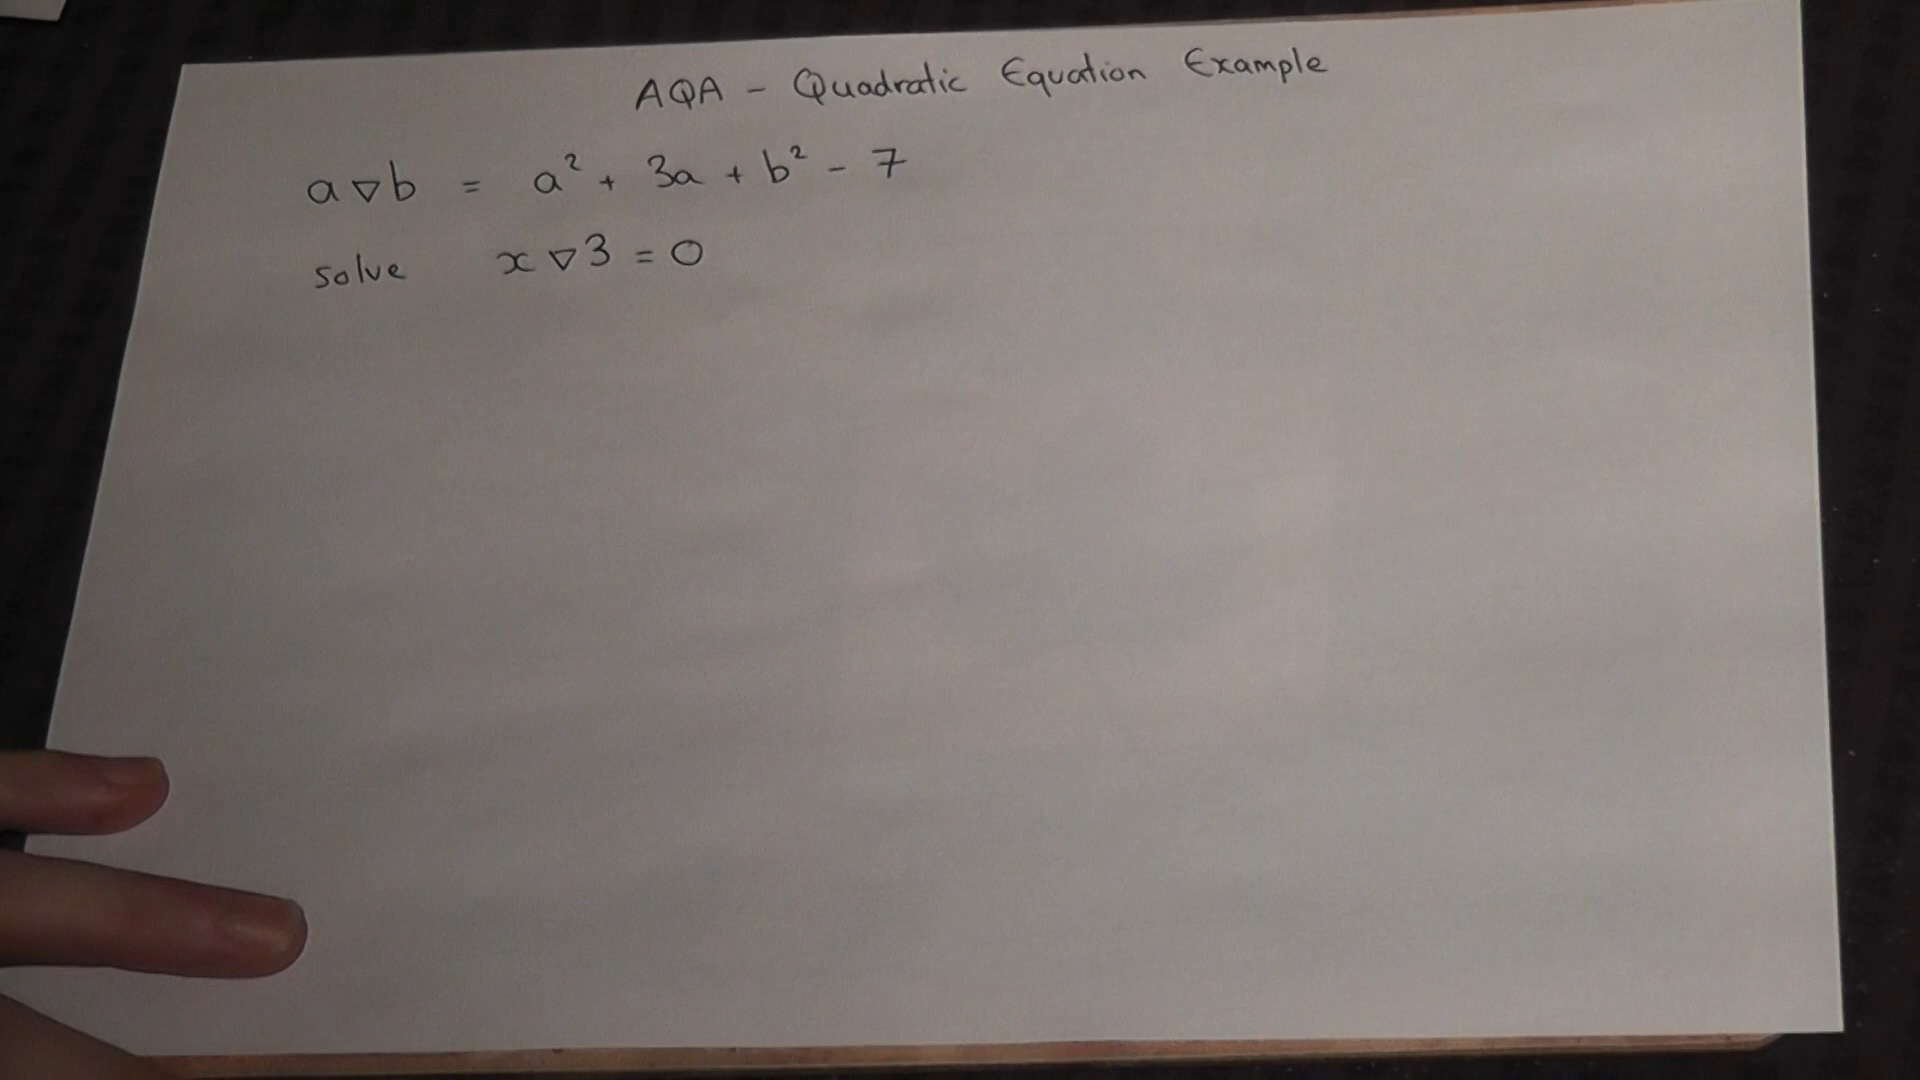 AQA - Quadratic Equation Example
a ▽ b = a² + 3a + b² - 7
solve x ▽ 3 = 0